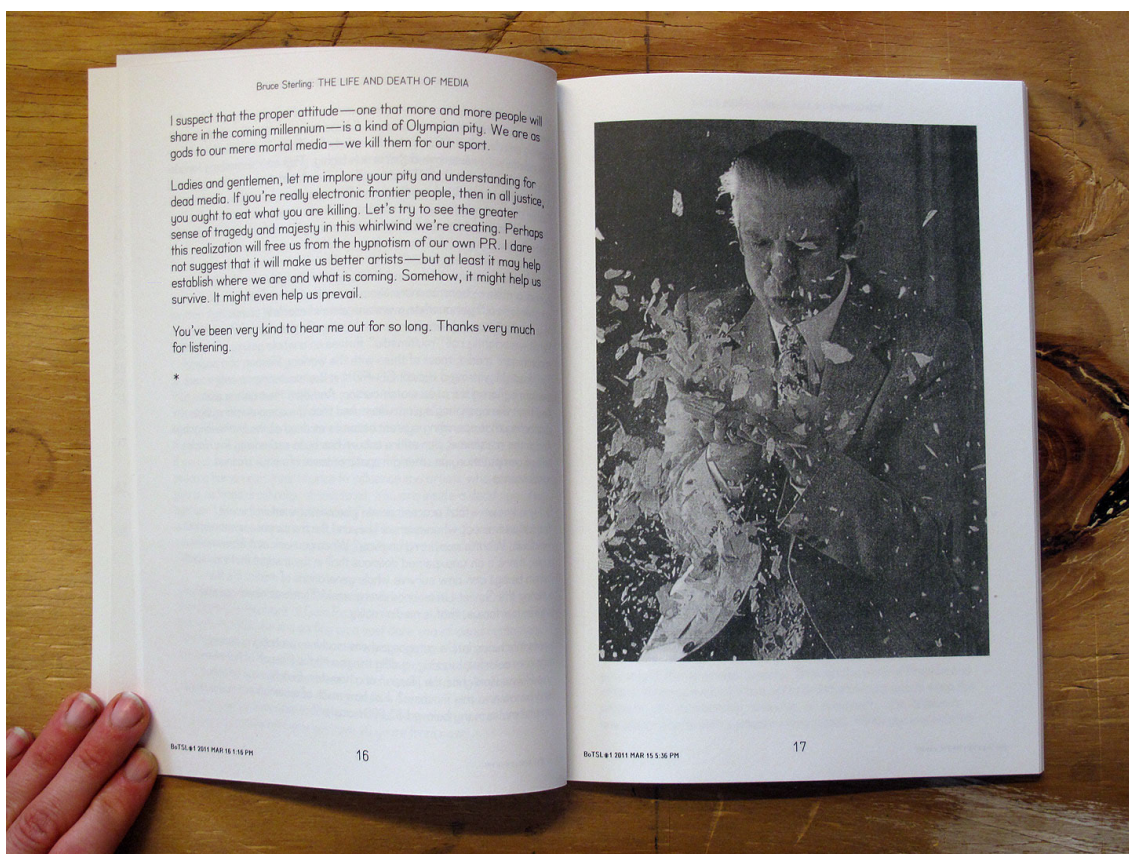 Bruce Sterling: THE LIFE AND DEATH OF MEDIA
I suspect that the proper attitude—one that more and more people will
share in the coming millennium—is a kind of Olympian pity. We are as
gods to our mere mortal media—we kill them for our sport.
Ladies and gentlemen, let me implore your pity and understanding for
dead media. If you're really electronic frontier people, then in all justice,
you ought to eat what you are killing. Let's try to see the greater
sense of tragedy and majesty in this whirlwind we're creating. Perhaps
this realization will free us from the hypnotism of our own PR. I dare
not suggest that it will make us better artists—but at least it may help
establish where we are and what is coming. Somehow, it might help us
survive. It might even help us prevail.
You've been very kind to hear me out for so long. Thanks very much
for listening.
*
BoTSL#1 2011 MAR 16 1:16 PM
16
BoTSL#1 2011 MAR 15 5:36 PM
17